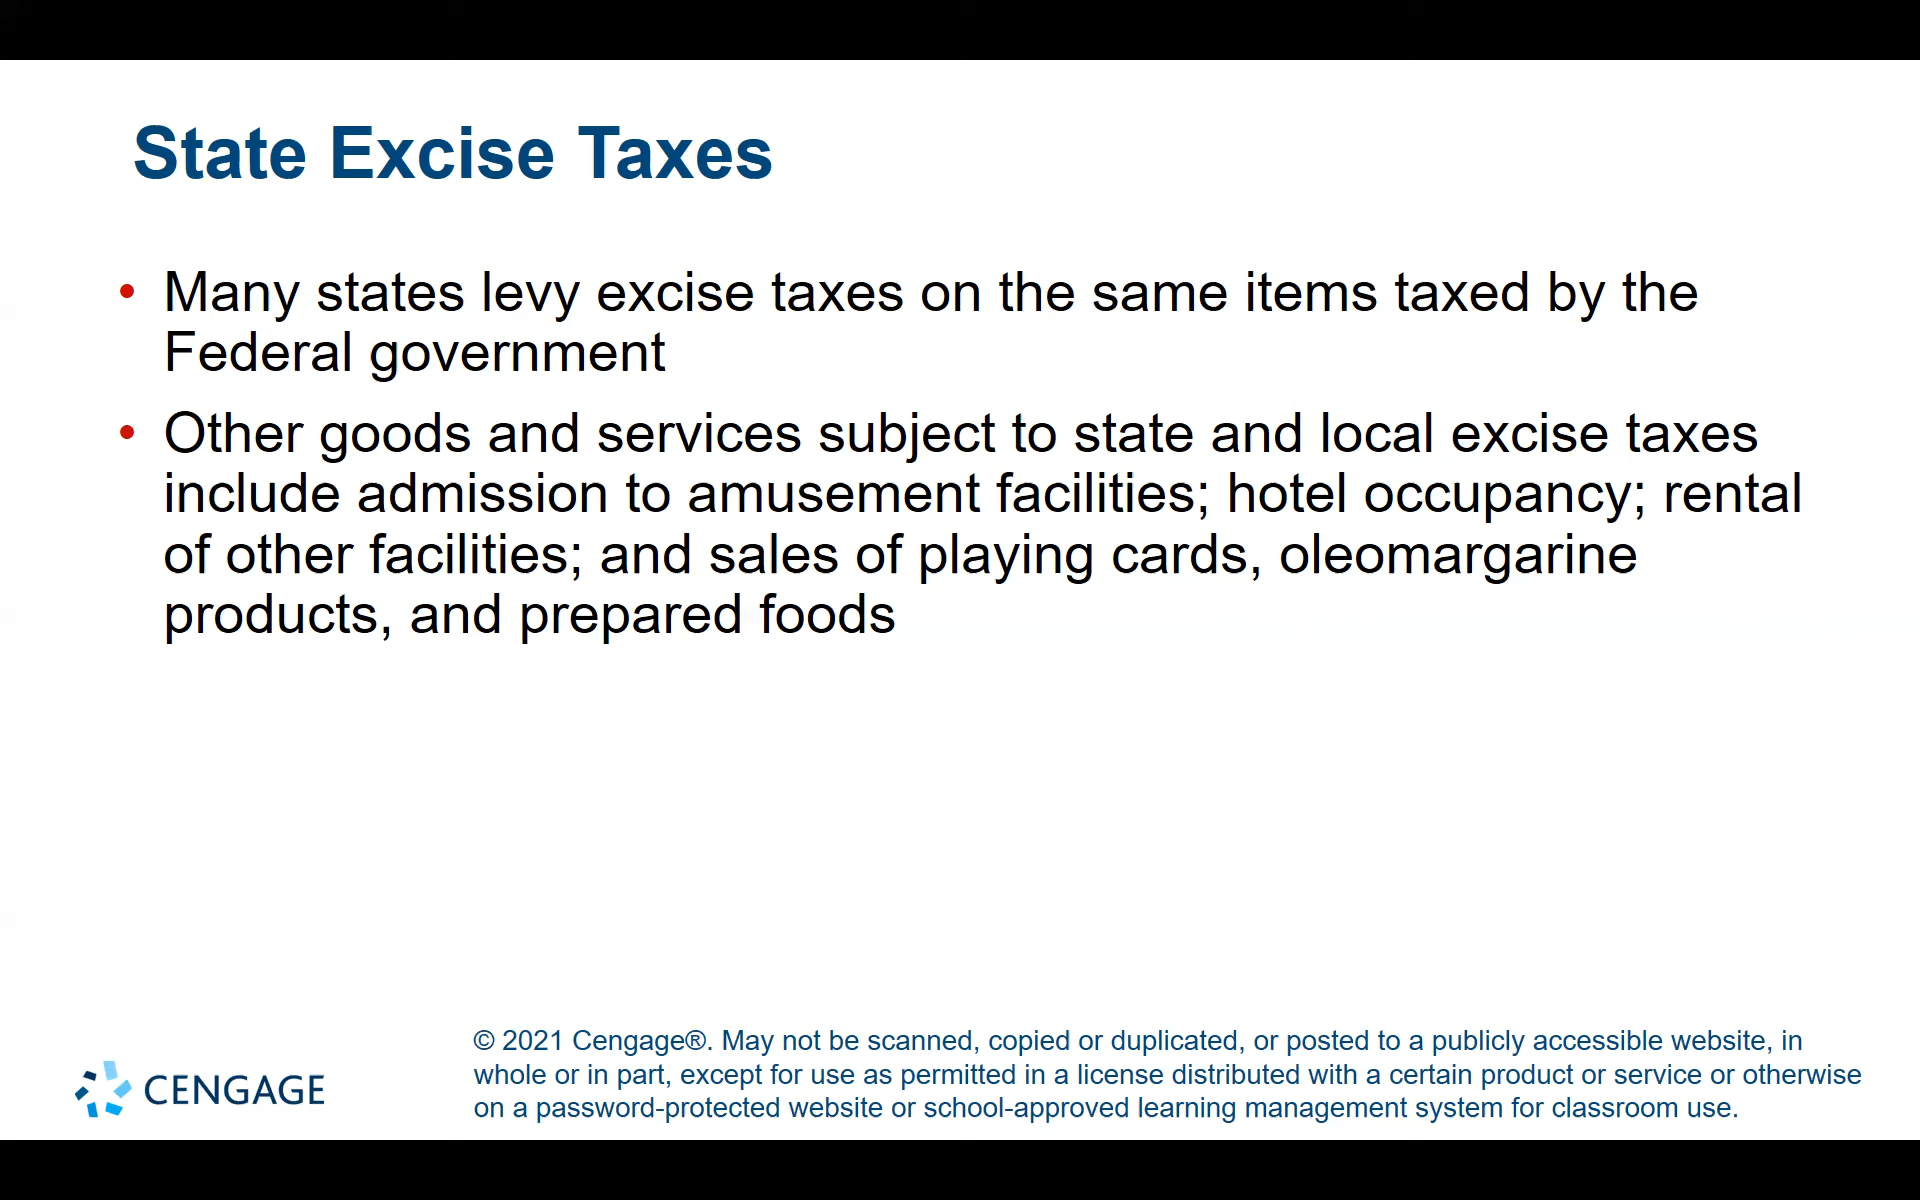 State Excise Taxes
• Many states levy excise taxes on the same items taxed by the
Federal government
• Other goods and services subject to state and local excise taxes
include admission to amusement facilities; hotel occupancy; rental
of other facilities; and sales of playing cards, oleomargarine
products, and prepared foods
CENGAGE
© 2021 Cengage®. May not be scanned, copied or duplicated, or posted to a publicly accessible website, in
whole or in part, except for use as permitted in a license distributed with a certain product or service or otherwise
on a password-protected website or school-approved learning management system for classroom use.